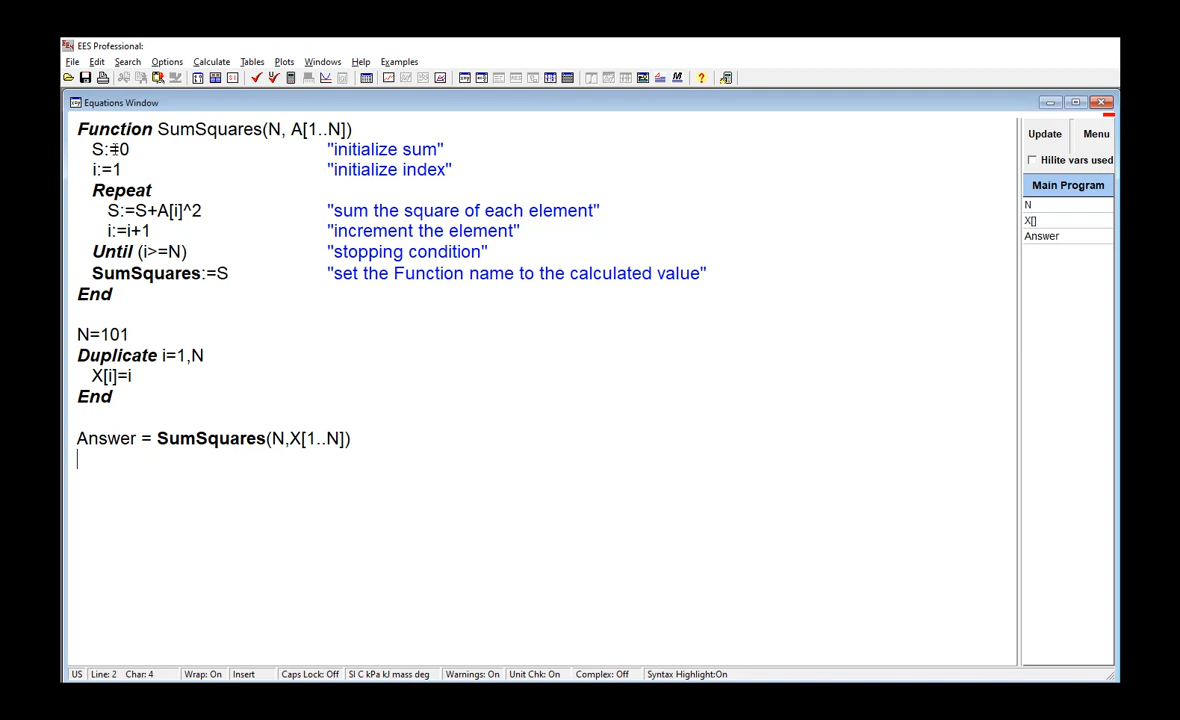 EES Professional:
File Edit Search Options Calculate Tables Plots Windows Help Examples
Equations Window
Function SumSquares(N, A[1..N])
S:=0 "initialize sum"
i:=1 "initialize index"
Repeat
S:=S+A[i]^2 "sum the square of each element"
i:=i+1 "increment the element"
Until (i>=N) "stopping condition"
SumSquares:=S "set the Function name to the calculated value"
End
N=101
Duplicate i=1,N
X[i]=i
End
Answer = SumSquares(N,X[1..N])
Update Menu
Hilite vars used
Main Program
N
X[]
Answer
US Line: 2 Char: 4 Wrap: On Insert Caps Lock: Off SI C kPa kJ mass deg Warnings: On Unit Chk: On Complex: Off Syntax Highlight:On